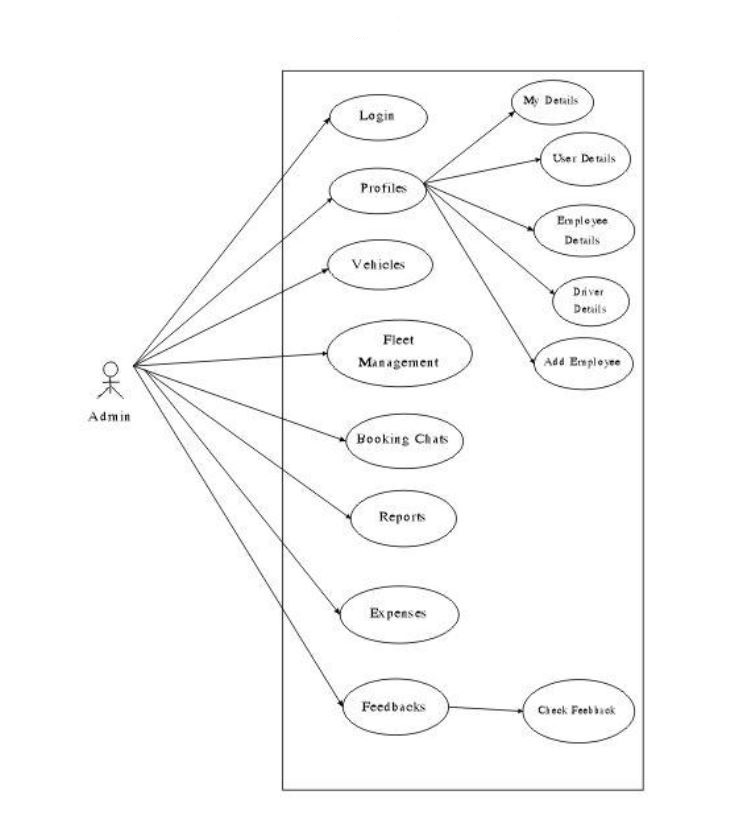 Login
My Details
User Details
Profiles
Employee
Details
Vehicles
Driver
Details
Fleet
Management
Add Employee
Admin
Booking Chats
Reports
Expenses
Feedbacks
Check Feebback